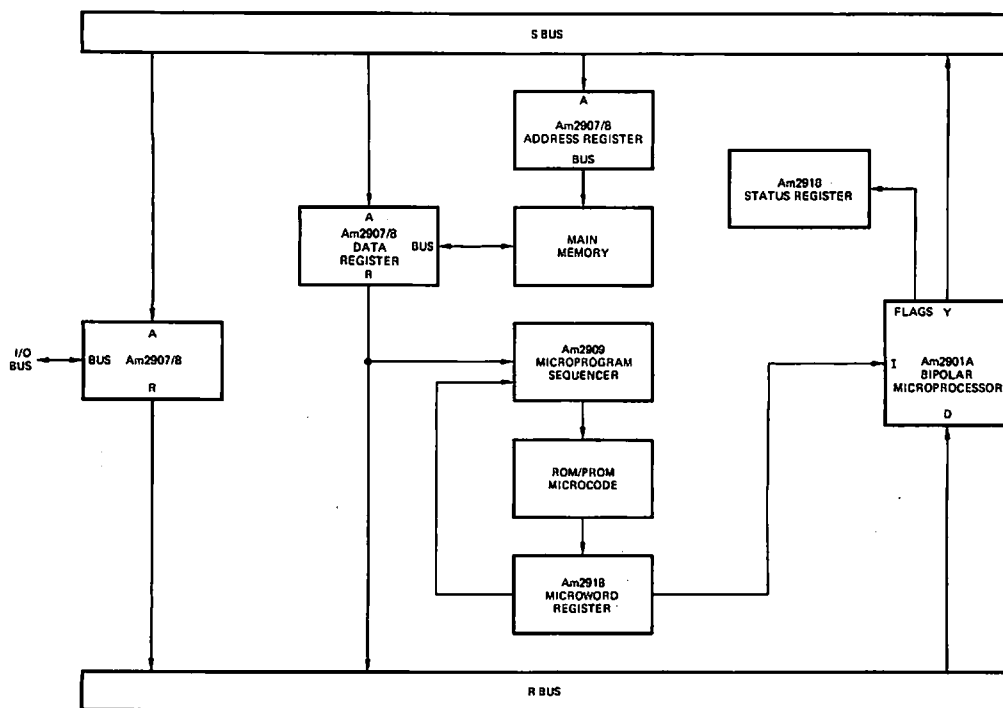 S BUS
A
Am2907/8
ADDRESS REGISTER
BUS
Am2918
STATUS REGISTER
A
Am2907/8
DATA
REGISTER
BUS
R
MAIN
MEMORY
A
I/O
BUS
BUS
Am2907/8
R
Am2909
MICROPROGRAM
SEQUENCER
FLAGS Y
I
Am2901A
BIPOLAR
MICROPROCESSOR
D
ROM/PROM
MICROCODE
Am2918
MICROWORD
REGISTER
R BUS